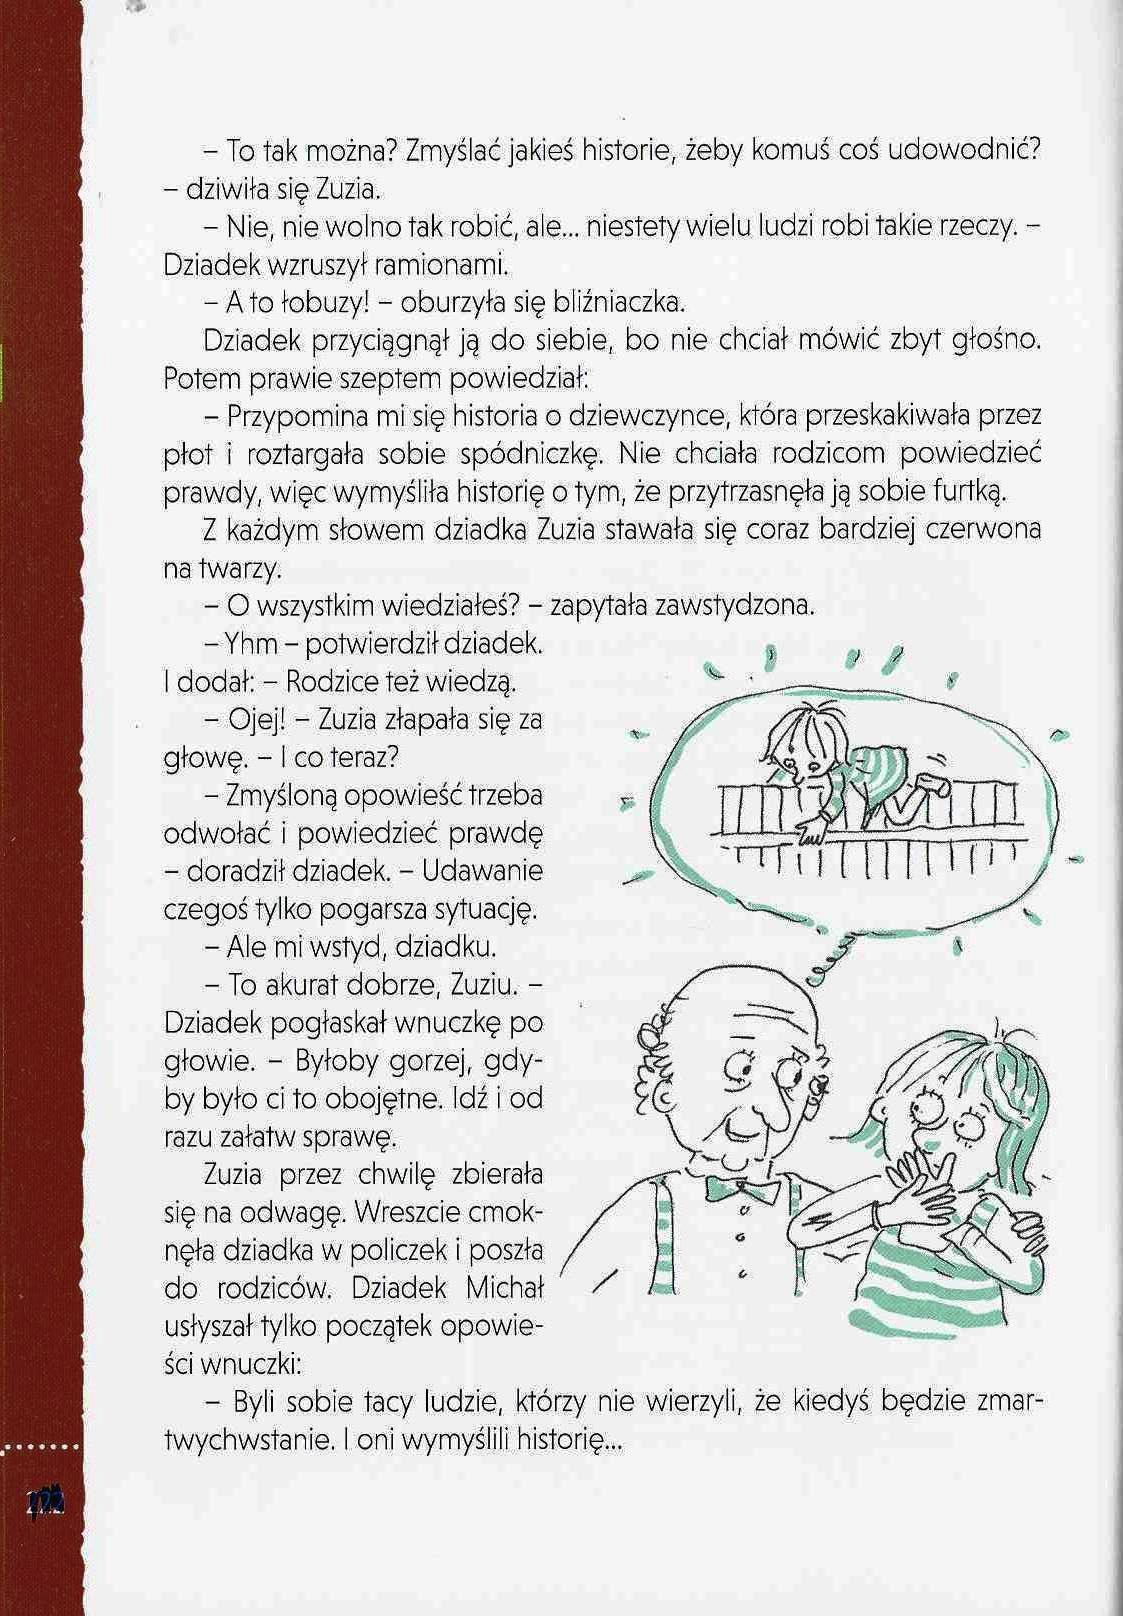 – To tak można? Zmyślać jakieś historie, żeby komuś coś udowodnić?
– dziwiła się Zuzia.
– Nie, nie wolno tak robić, ale... niestety wielu ludzi robi takie rzeczy. –
Dziadek wzruszył ramionami.
– A to łobuzy! – oburzyła się bliźniaczka.
Dziadek przyciągnął ją do siebie, bo nie chciał mówić zbyt głośno.
Potem prawie szeptem powiedział:
– Przypomina mi się historia o dziewczynce, która przeskakiwała przez
płot i roztargała sobie spódniczkę. Nie chciała rodzicom powiedzieć
prawdy, więc wymyśliła historię o tym, że przytrzasnęła ją sobie furtką.
Z każdym słowem dziadka Zuzia stawała się coraz bardziej czerwona
na twarzy.
– O wszystkim wiedziałeś? – zapytała zawstydzona.
– Yhm – potwierdził dziadek.
I dodał: – Rodzice też wiedzą.
– Ojej! – Zuzia złapała się za
głowę. – I co teraz?
– Zmyśloną opowieść trzeba
odwołać i powiedzieć prawdę
– doradził dziadek. – Udawanie
czegoś tylko pogarsza sytuację.
– Ale mi wstyd, dziadku.
– To akurat dobrze, Zuziu. –
Dziadek pogłaskał wnuczkę po
głowie. – Byłoby gorzej, gdy-
by było ci to obojętne. Idź i od
razu załatw sprawę.
Zuzia przez chwilę zbierała
się na odwagę. Wreszcie cmok-
nęła dziadka w policzek i poszła
do rodziców. Dziadek Michał
usłyszał tylko początek opowie-
ści wnuczki:
– Byli sobie tacy ludzie, którzy nie wierzyli, że kiedyś będzie zmar-
twychwstanie. I oni wymyślili historię...